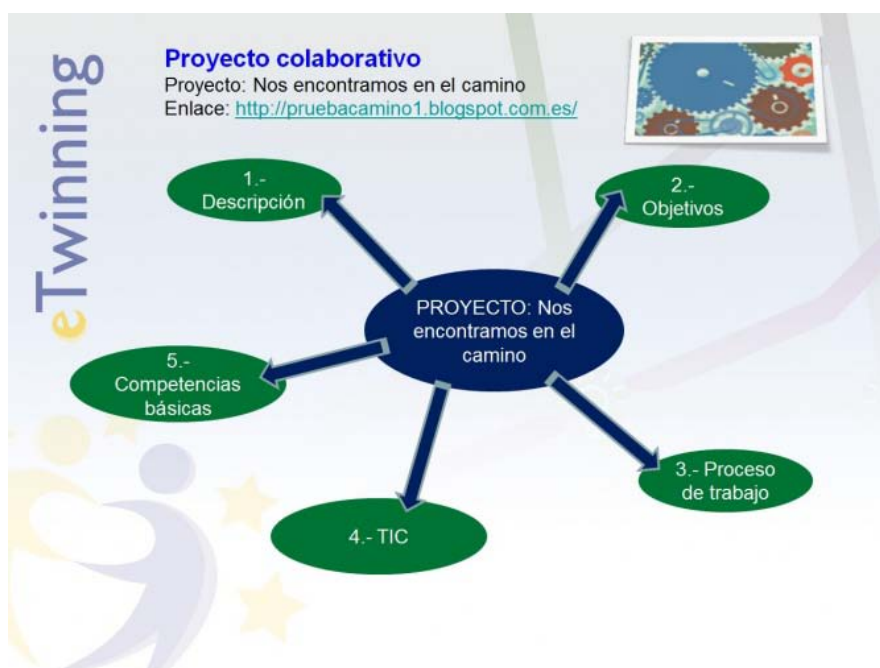 eTwinning
Proyecto colaborativo
Proyecto: Nos encontramos en el camino
Enlace: http://pruebacamino1.blogspot.com.es/
1.-
Descripción
2.-
Objetivos
PROYECTO: Nos
encontramos en el
camino
5.-
Competencias
básicas
3.- Proceso
de trabajo
4.- TIC